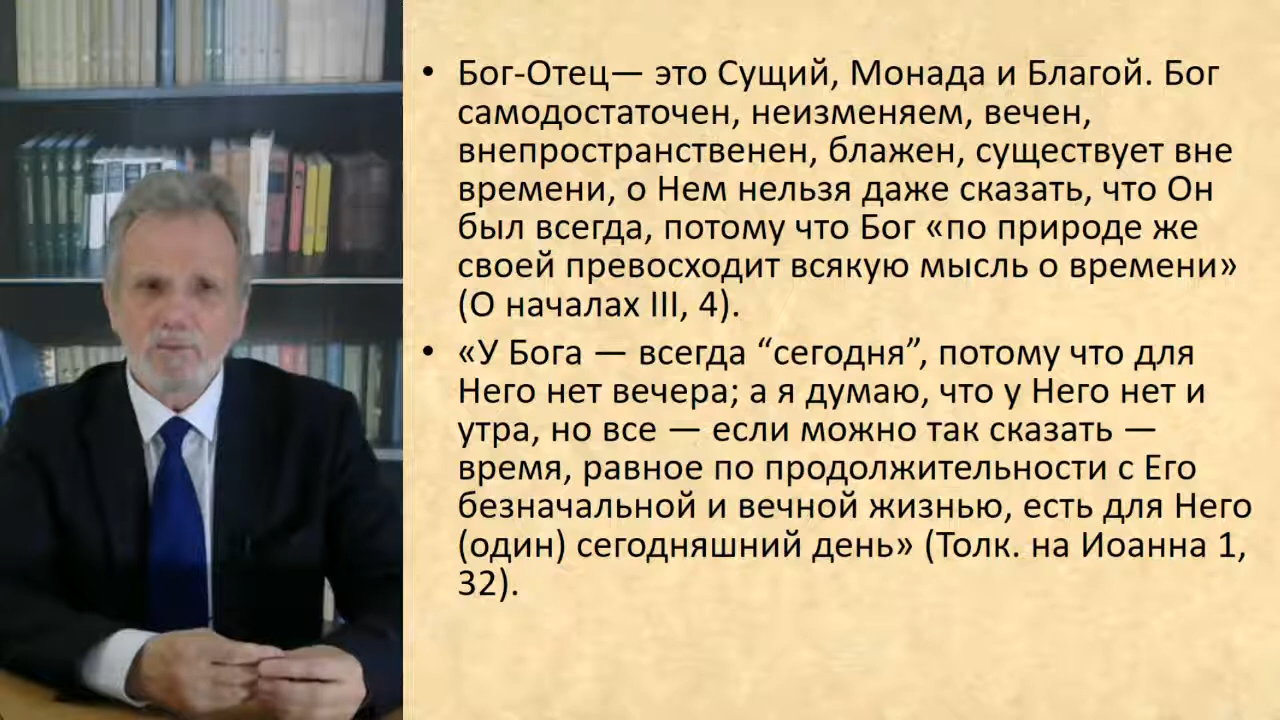 • Бог-Отец— это Сущий, Монада и Благой. Бог
самодостаточен, неизменяем, вечен,
внепространственен, блажен, существует вне
времени, о Нем нельзя даже сказать, что Он
был всегда, потому что Бог «по природе же
своей превосходит всякую мысль о времени»
(О началах III, 4).
• «У Бога — всегда “сегодня”, потому что для
Него нет вечера; а я думаю, что у Него нет и
утра, но все — если можно так сказать —
время, равное по продолжительности с Его
безначальной и вечной жизнью, есть для Него
(один) сегодняшний день» (Толк. на Иоанна 1,
32).